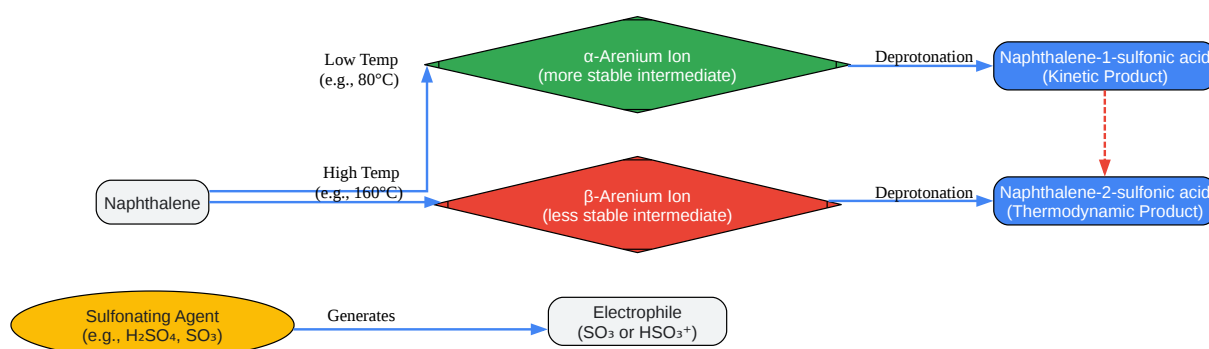 Low Temp
(e.g., 80°C)
α-Arenium Ion
(more stable intermediate)
Deprotonation
Naphthalene-1-sulfonic acid
(Kinetic Product)
High Temp
(e.g., 160°C)
Naphthalene
β-Arenium Ion
(less stable intermediate)
Deprotonation
Naphthalene-2-sulfonic acid
(Thermodynamic Product)
Sulfonating Agent
(e.g., H₂SO₄, SO₃)
Generates
Electrophile
(SO₃ or HSO₃⁺)